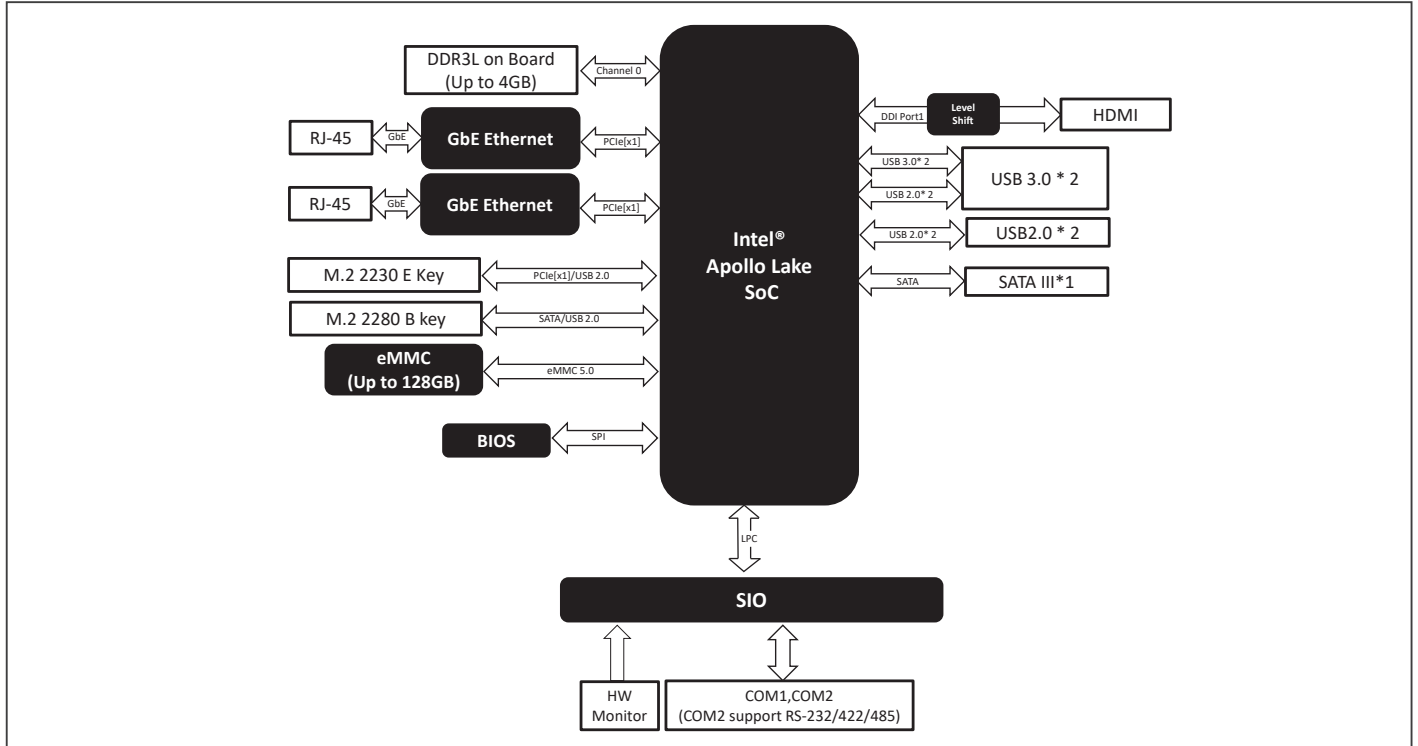 DDR3L on Board
(Up to 4GB)
Channel 0
RJ-45
GbE
GbE Ethernet
PCIe[x1]
RJ-45
GbE
GbE Ethernet
PCIe[x1]
M.2 2230 E Key
PCIe[x1]/USB 2.0
M.2 2280 B key
SATA/USB 2.0
eMMC
(Up to 128GB)
eMMC 5.0
BIOS
SPI
Intel®
Apollo Lake
SoC
DDI Port1
Level
Shift
HDMI
USB 3.0* 2
USB 2.0* 2
USB 3.0 * 2
USB 2.0* 2
USB2.0 * 2
SATA
SATA III*1
LPC
SIO
HW
Monitor
COM1,COM2
(COM2 support RS-232/422/485)